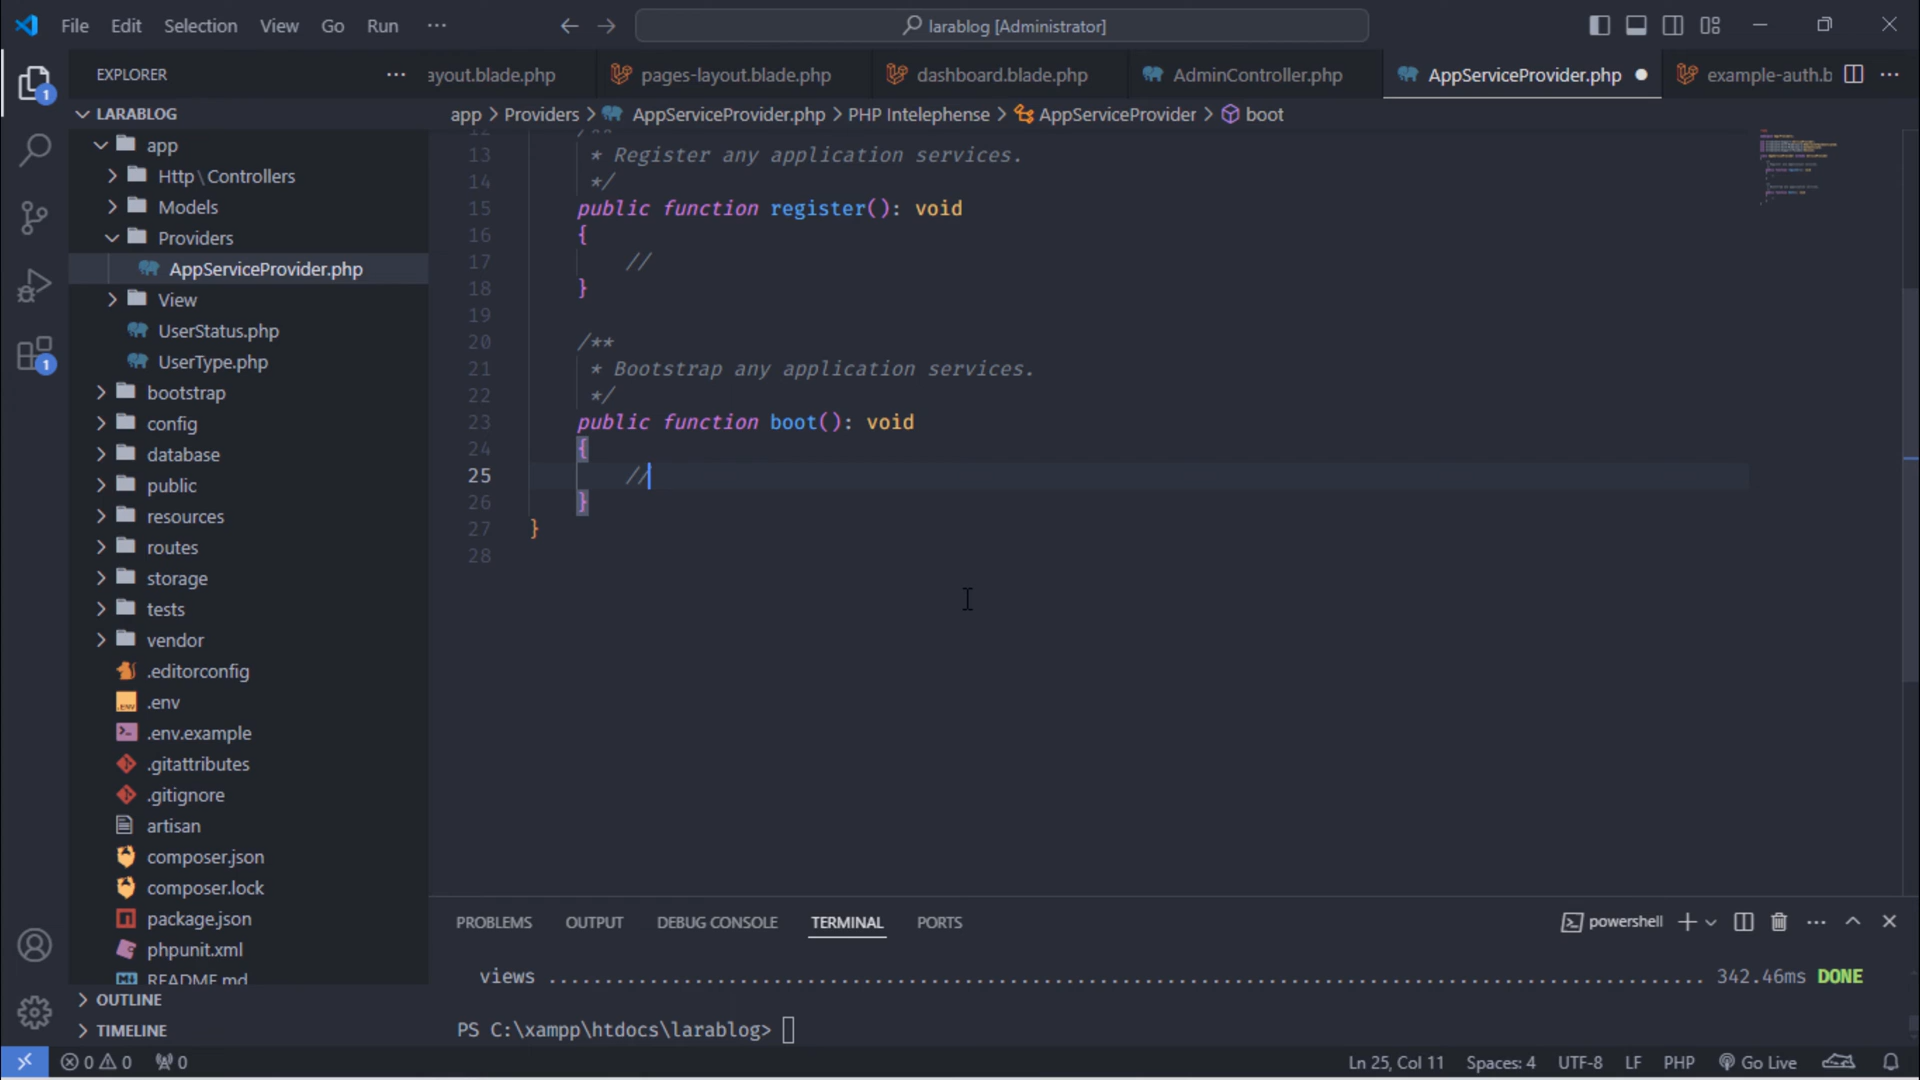 File Edit Selection View Go Run ···
larablog [Administrator]
EXPLORER ···
ayout.blade.php
pages-layout.blade.php
dashboard.blade.php
AdminController.php
AppServiceProvider.php
example-auth.b
LARABLOG
app > Providers > AppServiceProvider.php > PHP Intelephense > AppServiceProvider > boot
app
Http\Controllers
Models
Providers
AppServiceProvider.php
View
UserStatus.php
UserType.php
bootstrap
config
database
public
resources
routes
storage
tests
vendor
.editorconfig
.env
.env.example
.gitattributes
.gitignore
artisan
composer.json
composer.lock
package.json
phpunit.xml
README.md
OUTLINE
TIMELINE
12 /**
13 * Register any application services.
14 */
15 public function register(): void
16 {
17 //
18 }
19
20 /**
21 * Bootstrap any application services.
22 */
23 public function boot(): void
24 {
25 //
26 }
27 }
28
PROBLEMS OUTPUT DEBUG CONSOLE TERMINAL PORTS
powershell
views ................................................................................ 342.46ms DONE
PS C:\xampp\htdocs\larablog>
0 0 0
Ln 25, Col 11 Spaces: 4 UTF-8 LF PHP Go Live
1
1